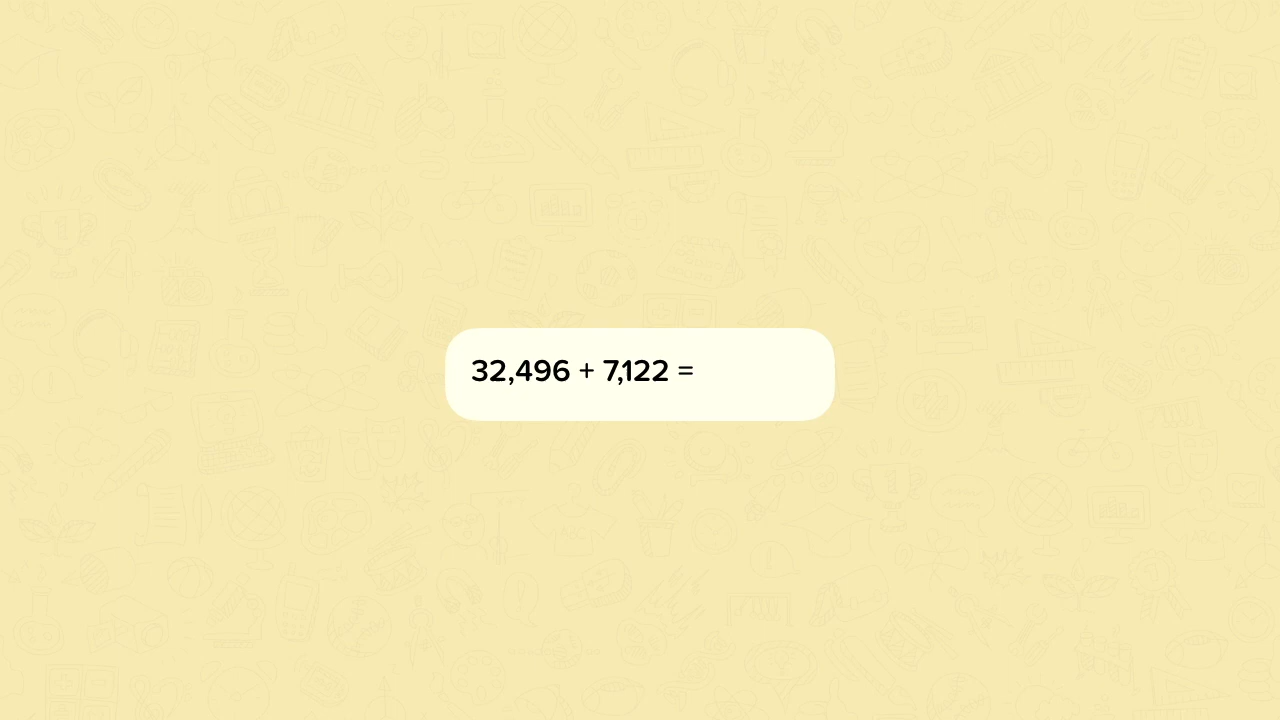 32,496 + 7,122 =